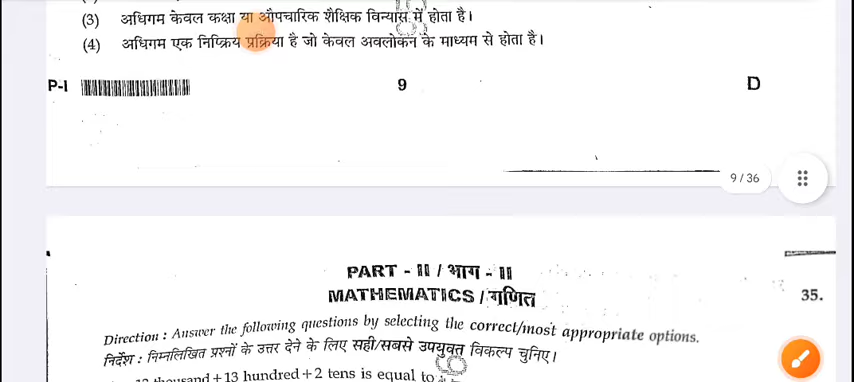 (3) अधिगम केवल कक्षा या औपचारिक शैक्षिक विन्यास में होता है।
(4) अधिगम एक निष्क्रिय प्रक्रिया है जो केवल अवलोकन के माध्यम से होता है।
P-I 9 D
9 / 36
PART - II / भाग - II
MATHEMATICS / गणित
35.
Direction : Answer the following questions by selecting the correct/most appropriate options.
निर्देश : निम्नलिखित प्रश्नों के उत्तर देने के लिए सही/सबसे उपयुक्त विकल्प चुनिए।
thousand + 13 hundred + 2 tens is equal to